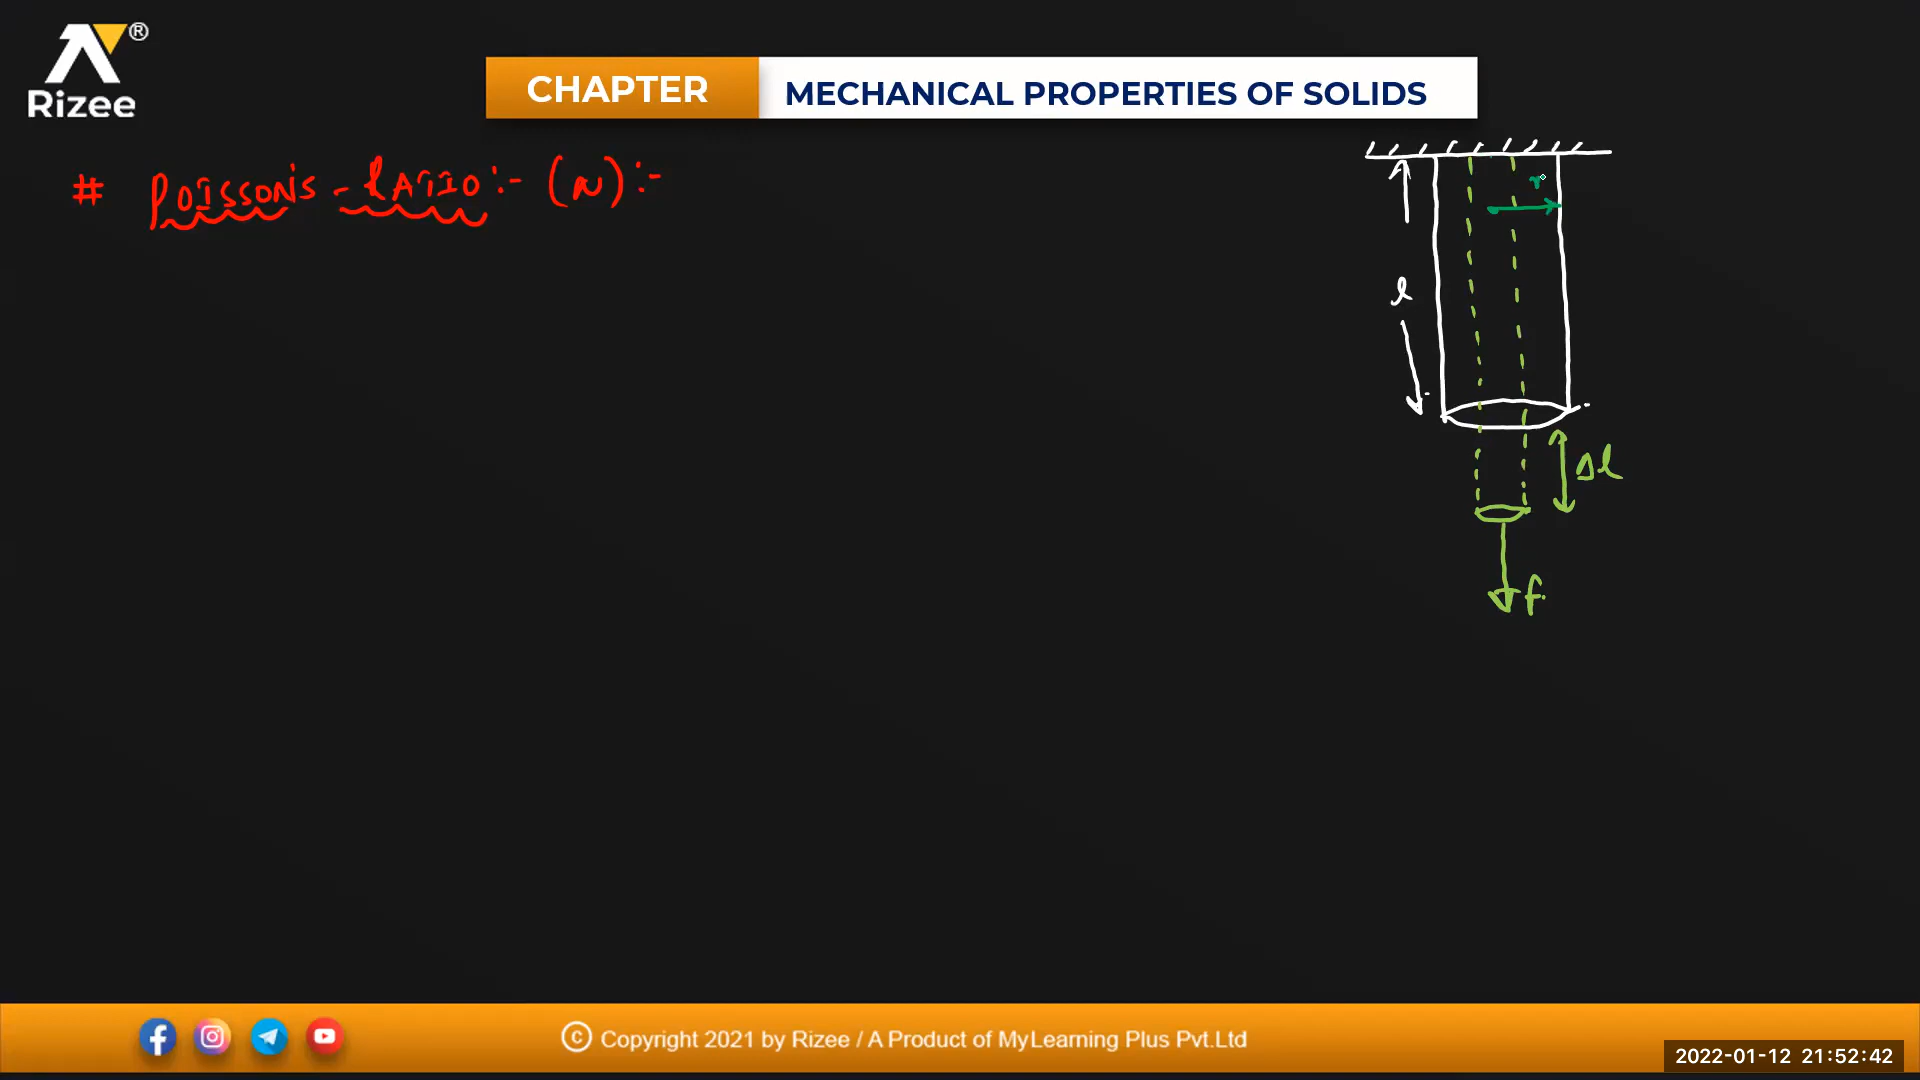 Rizee®
CHAPTER
MECHANICAL PROPERTIES OF SOLIDS
# POISSON'S - RATIO :- (N) :-
r
l
Δl
f.
© Copyright 2021 by Rizee / A Product of MyLearning Plus Pvt.Ltd
2022-01-12 21:52:42